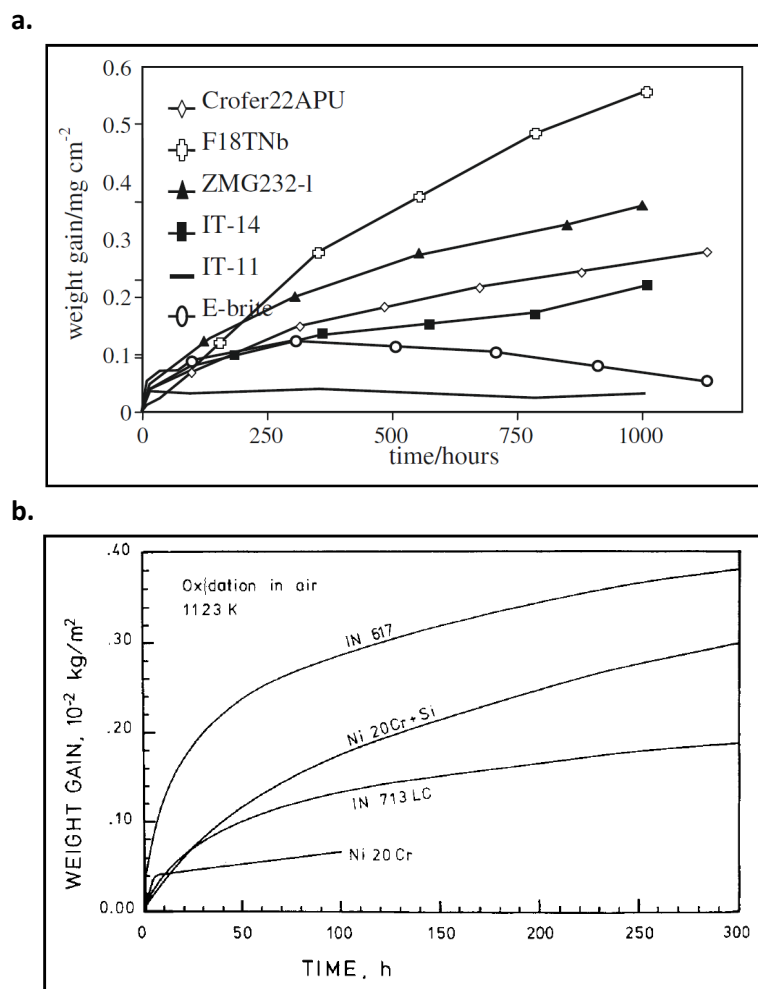 a.
0.6
0.5
0.4
0.3
0.2
0.1
0
weight gain/mg cm-2
Crofer22APU
F18TNb
ZMG232-l
IT-14
IT-11
E-brite
0 250 500 750 1000
time/hours
b.
.40
.30
.20
.10
0.00
WEIGHT GAIN, 10-2 kg/m2
Oxidation in air
1123 K
IN 617
Ni 20Cr+Si
IN 713 LC
Ni 20Cr
0 50 100 150 200 250 300
TIME, h